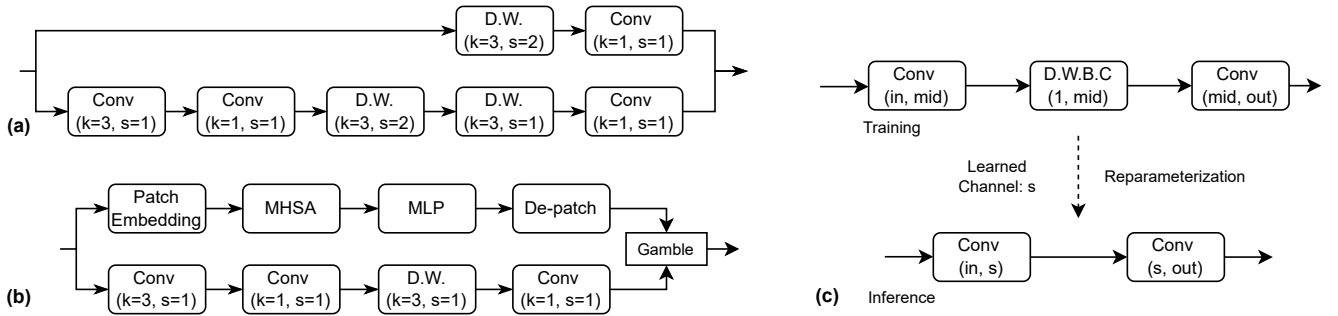 D.W.
(k=3, s=2)
Conv
(k=1, s=1)
Conv
(k=3, s=1)
Conv
(k=1, s=1)
D.W.
(k=3, s=2)
D.W.
(k=3, s=1)
Conv
(k=1, s=1)
(a)
Patch
Embedding
MHSA
MLP
De-patch
Gamble
Conv
(k=3, s=1)
Conv
(k=1, s=1)
D.W.
(k=3, s=1)
Conv
(k=1, s=1)
(b)
Conv
(in, mid)
D.W.B.C
(1, mid)
Conv
(mid, out)
Training
Learned
Channel: s
Reparameterization
Conv
(in, s)
Conv
(s, out)
Inference
(c)